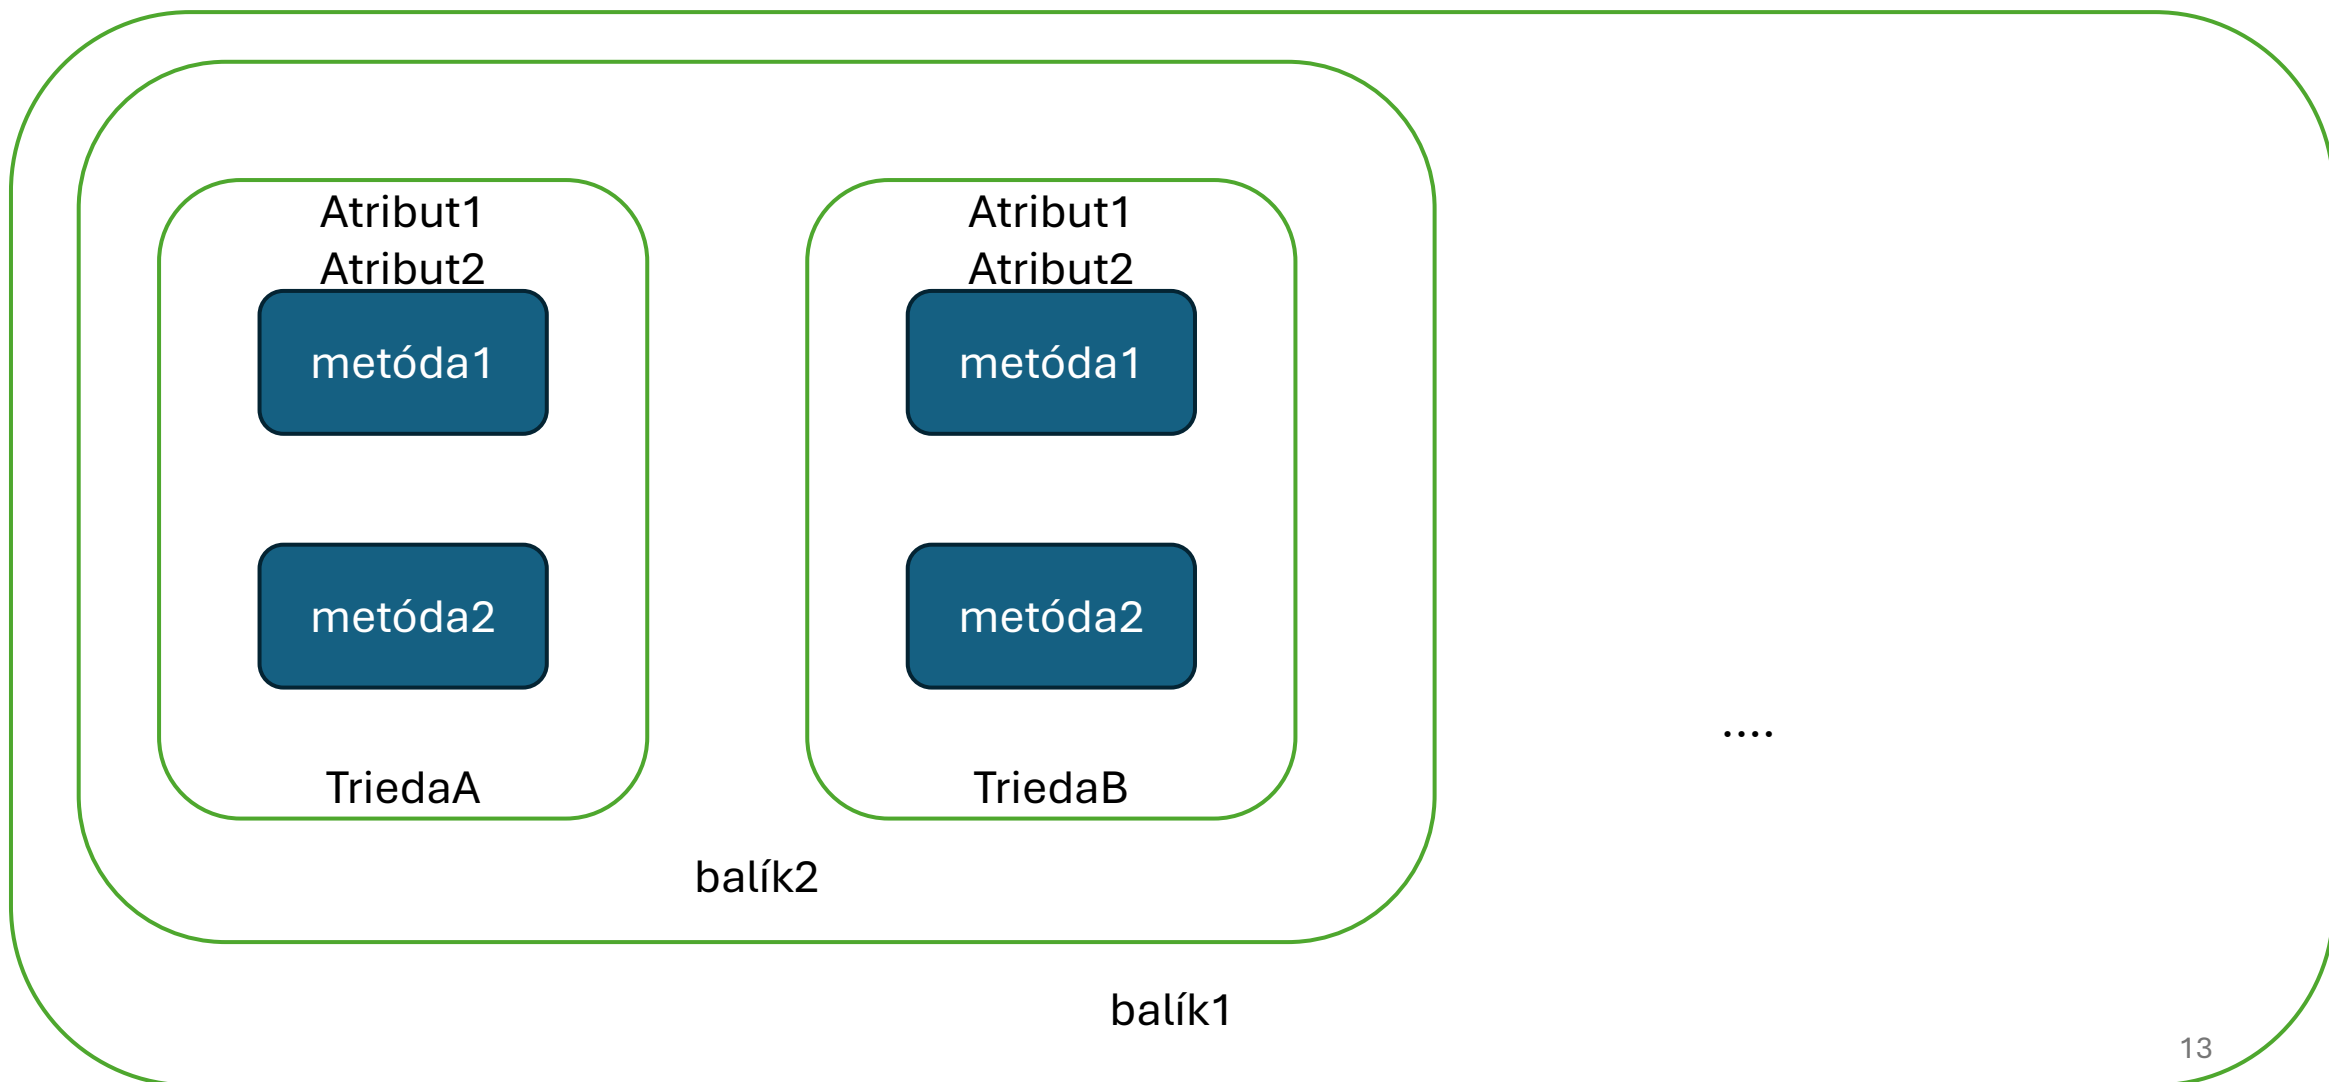 Atribut1
Atribut2
metóda1
metóda2
TriedaA
Atribut1
Atribut2
metóda1
metóda2
TriedaB
....
balík2
balík1
13